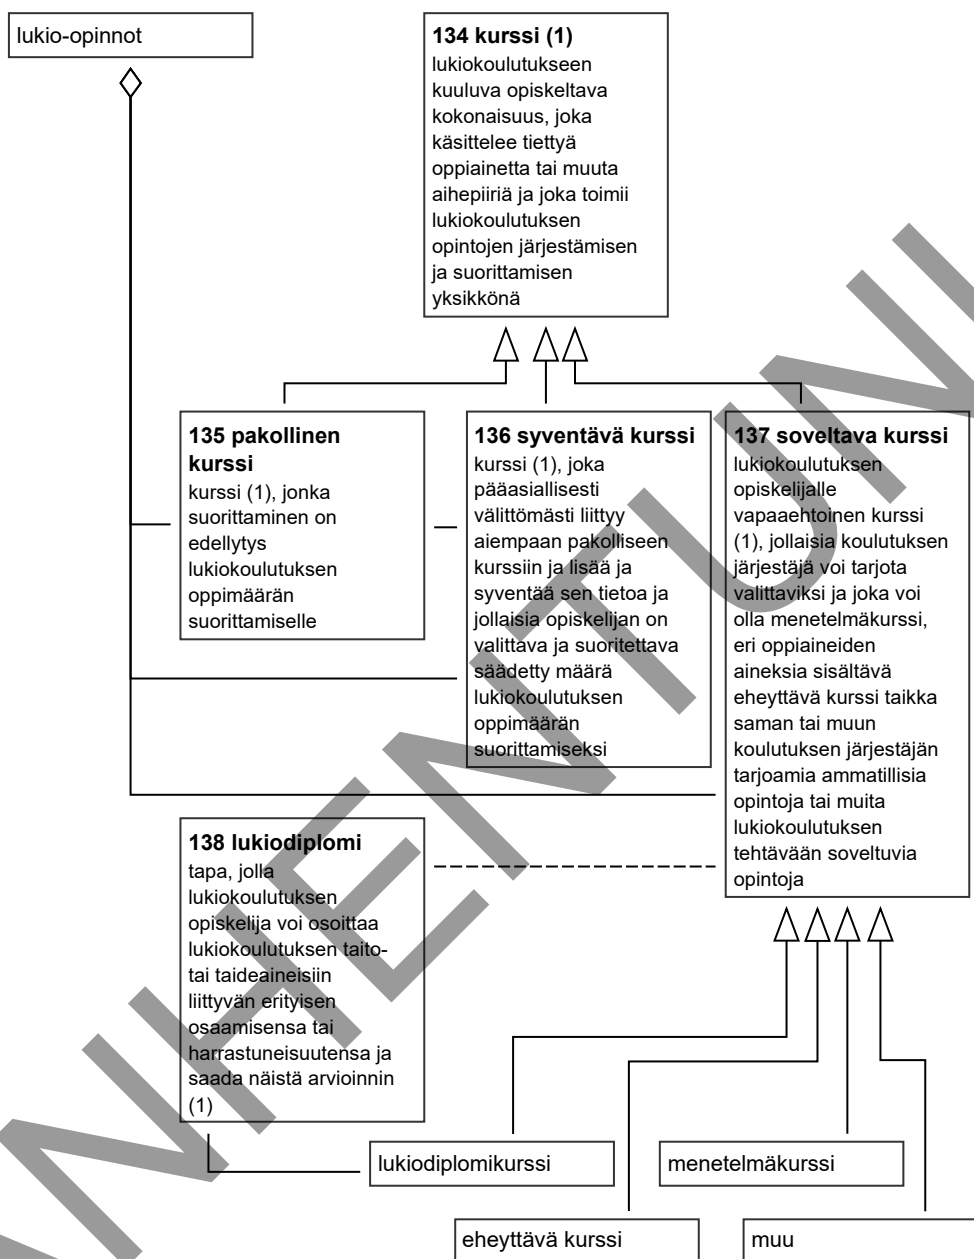 lukio-opinnot
134 kurssi (1)
lukiokoulutukseen
kuuluva opiskeltava
kokonaisuus, joka
käsittelee tiettyä
oppiainetta tai muuta
aihepiiriä ja joka toimii
lukiokoulutuksen
opintojen järjestämisen
ja suorittamisen
yksikkönä
135 pakollinen
kurssi
kurssi (1), jonka
suorittaminen on
edellytys
lukiokoulutuksen
oppimäärän
suorittamiselle
136 syventävä kurssi
kurssi (1), joka
pääasiallisesti
välittömästi liittyy
aiempaan pakolliseen
kurssiin ja lisää ja
syventää sen tietoa ja
jollaisia opiskelijan on
valittava ja suoritettava
säädetty määrä
lukiokoulutuksen
oppimäärän
suorittamiseksi
137 soveltava kurssi
lukiokoulutuksen
opiskelijalle
vapaaehtoinen kurssi
(1), jollaisia koulutuksen
järjestäjä voi tarjota
valittaviksi ja joka voi
olla menetelmäkurssi,
eri oppiaineiden
aineksia sisältävä
eheyttävä kurssi taikka
saman tai muun
koulutuksen järjestäjän
tarjoamia ammatillisia
opintoja tai muita
lukiokoulutuksen
tehtävään soveltuvia
opintoja
138 lukiodiplomi
tapa, jolla
lukiokoulutuksen
opiskelija voi osoittaa
lukiokoulutuksen taito-
tai taideaineisiin
liittyvän erityisen
osaamisensa tai
harrastuneisuutensa ja
saada näistä arvioinnin
(1)
lukiodiplomikurssi
menetelmäkurssi
eheyttävä kurssi
muu
ANHENTUN